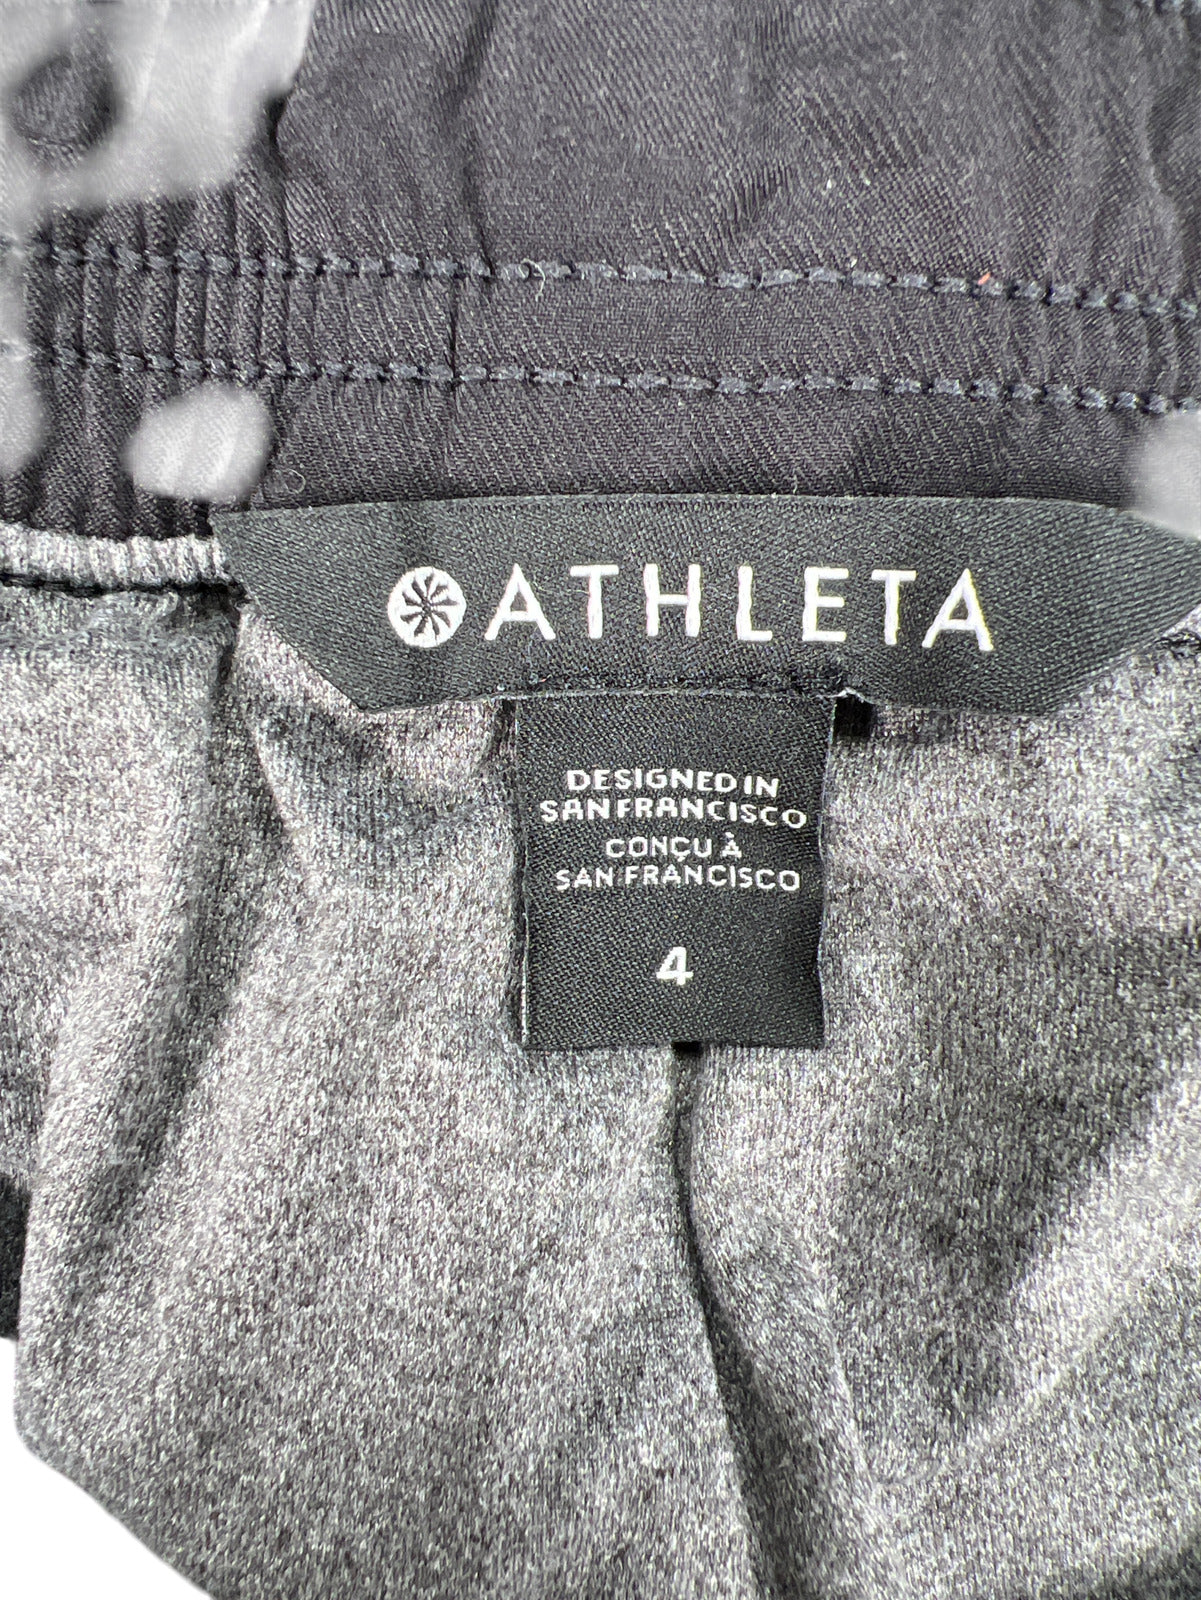 ATHLETA
DESIGNED IN
SAN FRANCISCO
CONÇU À
SAN FRANCISCO
4